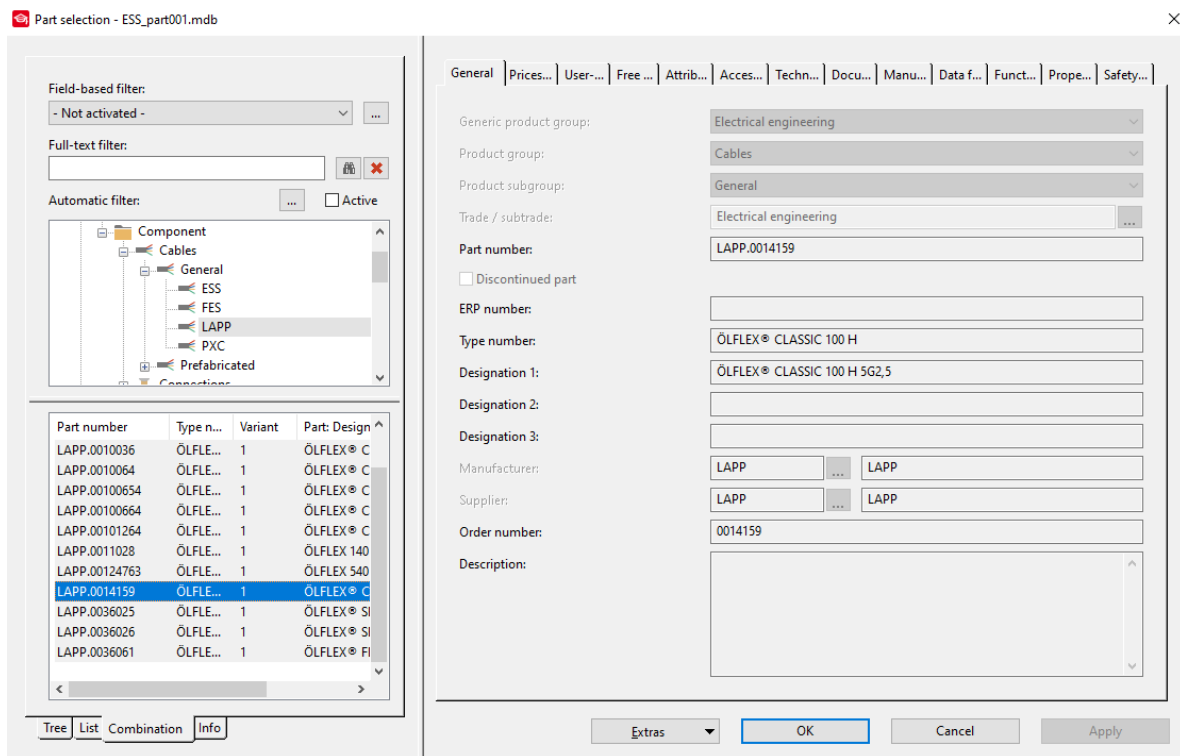 Part selection - ESS_part001.mdb
Field-based filter:
- Not activated -
...
Full-text filter:
Automatic filter:
...
Active
Component
Cables
General
ESS
FES
LAPP
PXC
Prefabricated
Connections
Part number Type n... Variant Part: Design
LAPP.0010036 ÖLFLE... 1 ÖLFLEX® C
LAPP.0010064 ÖLFLE... 1 ÖLFLEX® C
LAPP.00100654 ÖLFLE... 1 ÖLFLEX® C
LAPP.00100664 ÖLFLE... 1 ÖLFLEX® C
LAPP.00101264 ÖLFLE... 1 ÖLFLEX® C
LAPP.0011028 ÖLFLE... 1 ÖLFLEX 140
LAPP.00124763 ÖLFLE... 1 ÖLFLEX 540
LAPP.0014159 ÖLFLE... 1 ÖLFLEX® C
LAPP.0036025 ÖLFLE... 1 ÖLFLEX® SI
LAPP.0036026 ÖLFLE... 1 ÖLFLEX® SI
LAPP.0036061 ÖLFLE... 1 ÖLFLEX® Fl
Tree List Combination Info
General Prices... User-... Free ... Attrib... Acces... Techn... Docu... Manu... Data f... Funct... Prope... Safety...
Generic product group: Electrical engineering
Product group: Cables
Product subgroup: General
Trade / subtrade: Electrical engineering ...
Part number: LAPP.0014159
Discontinued part
ERP number:
Type number: ÖLFLEX® CLASSIC 100 H
Designation 1: ÖLFLEX® CLASSIC 100 H 5G2,5
Designation 2:
Designation 3:
Manufacturer: LAPP ... LAPP
Supplier: LAPP ... LAPP
Order number: 0014159
Description:
Extras OK Cancel Apply